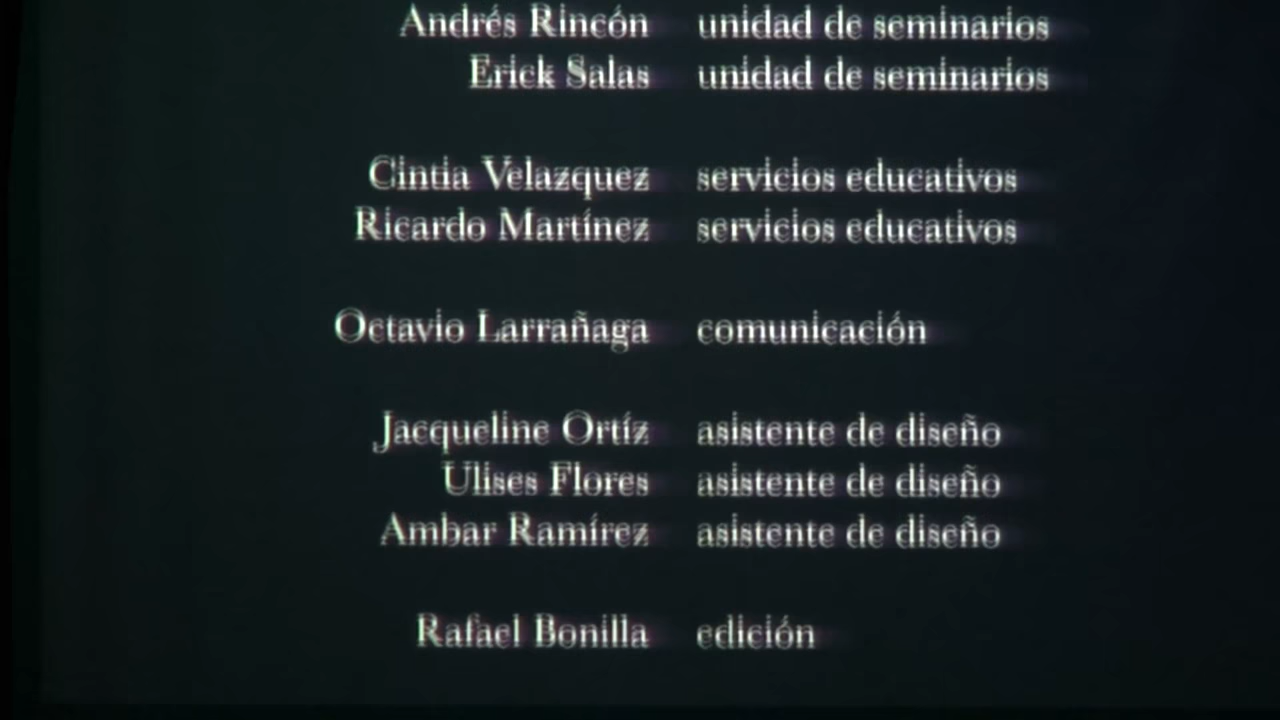 Andrés Rincón unidad de seminarios
Erick Salas unidad de seminarios
Cintia Velazquez servicios educativos
Ricardo Martínez servicios educativos
Octavio Larrañaga comunicación
Jacqueline Ortíz asistente de diseño
Ulises Flores asistente de diseño
Ambar Ramírez asistente de diseño
Rafael Bonilla edición